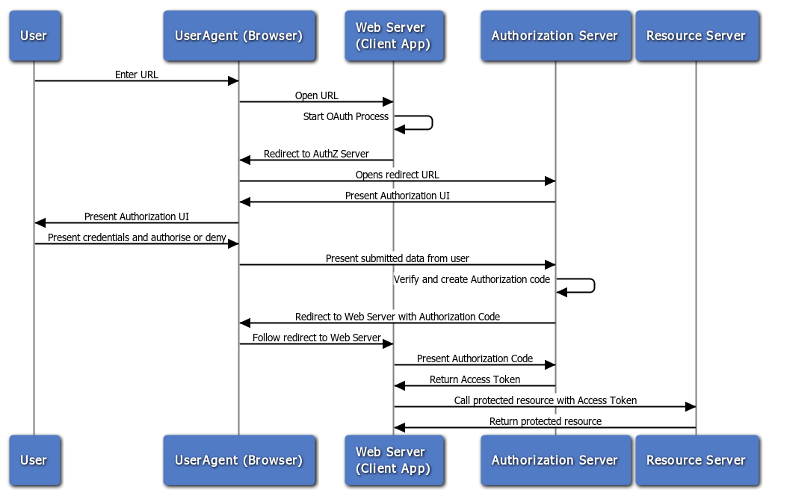 User
UserAgent (Browser)
Web Server
(Client App)
Authorization Server
Resource Server
Enter URL
Open URL
Start OAuth Process
Redirect to AuthZ Server
Opens redirect URL
Present Authorization UI
Present Authorization UI
Present credentials and authorise or deny
Present submitted data from user
Verify and create Authorization code
Redirect to Web Server with Authorization Code
Follow redirect to Web Server
Present Authorization Code
Return Access Token
Call protected resource with Access Token
Return protected resource
User
UserAgent (Browser)
Web Server
(Client App)
Authorization Server
Resource Server